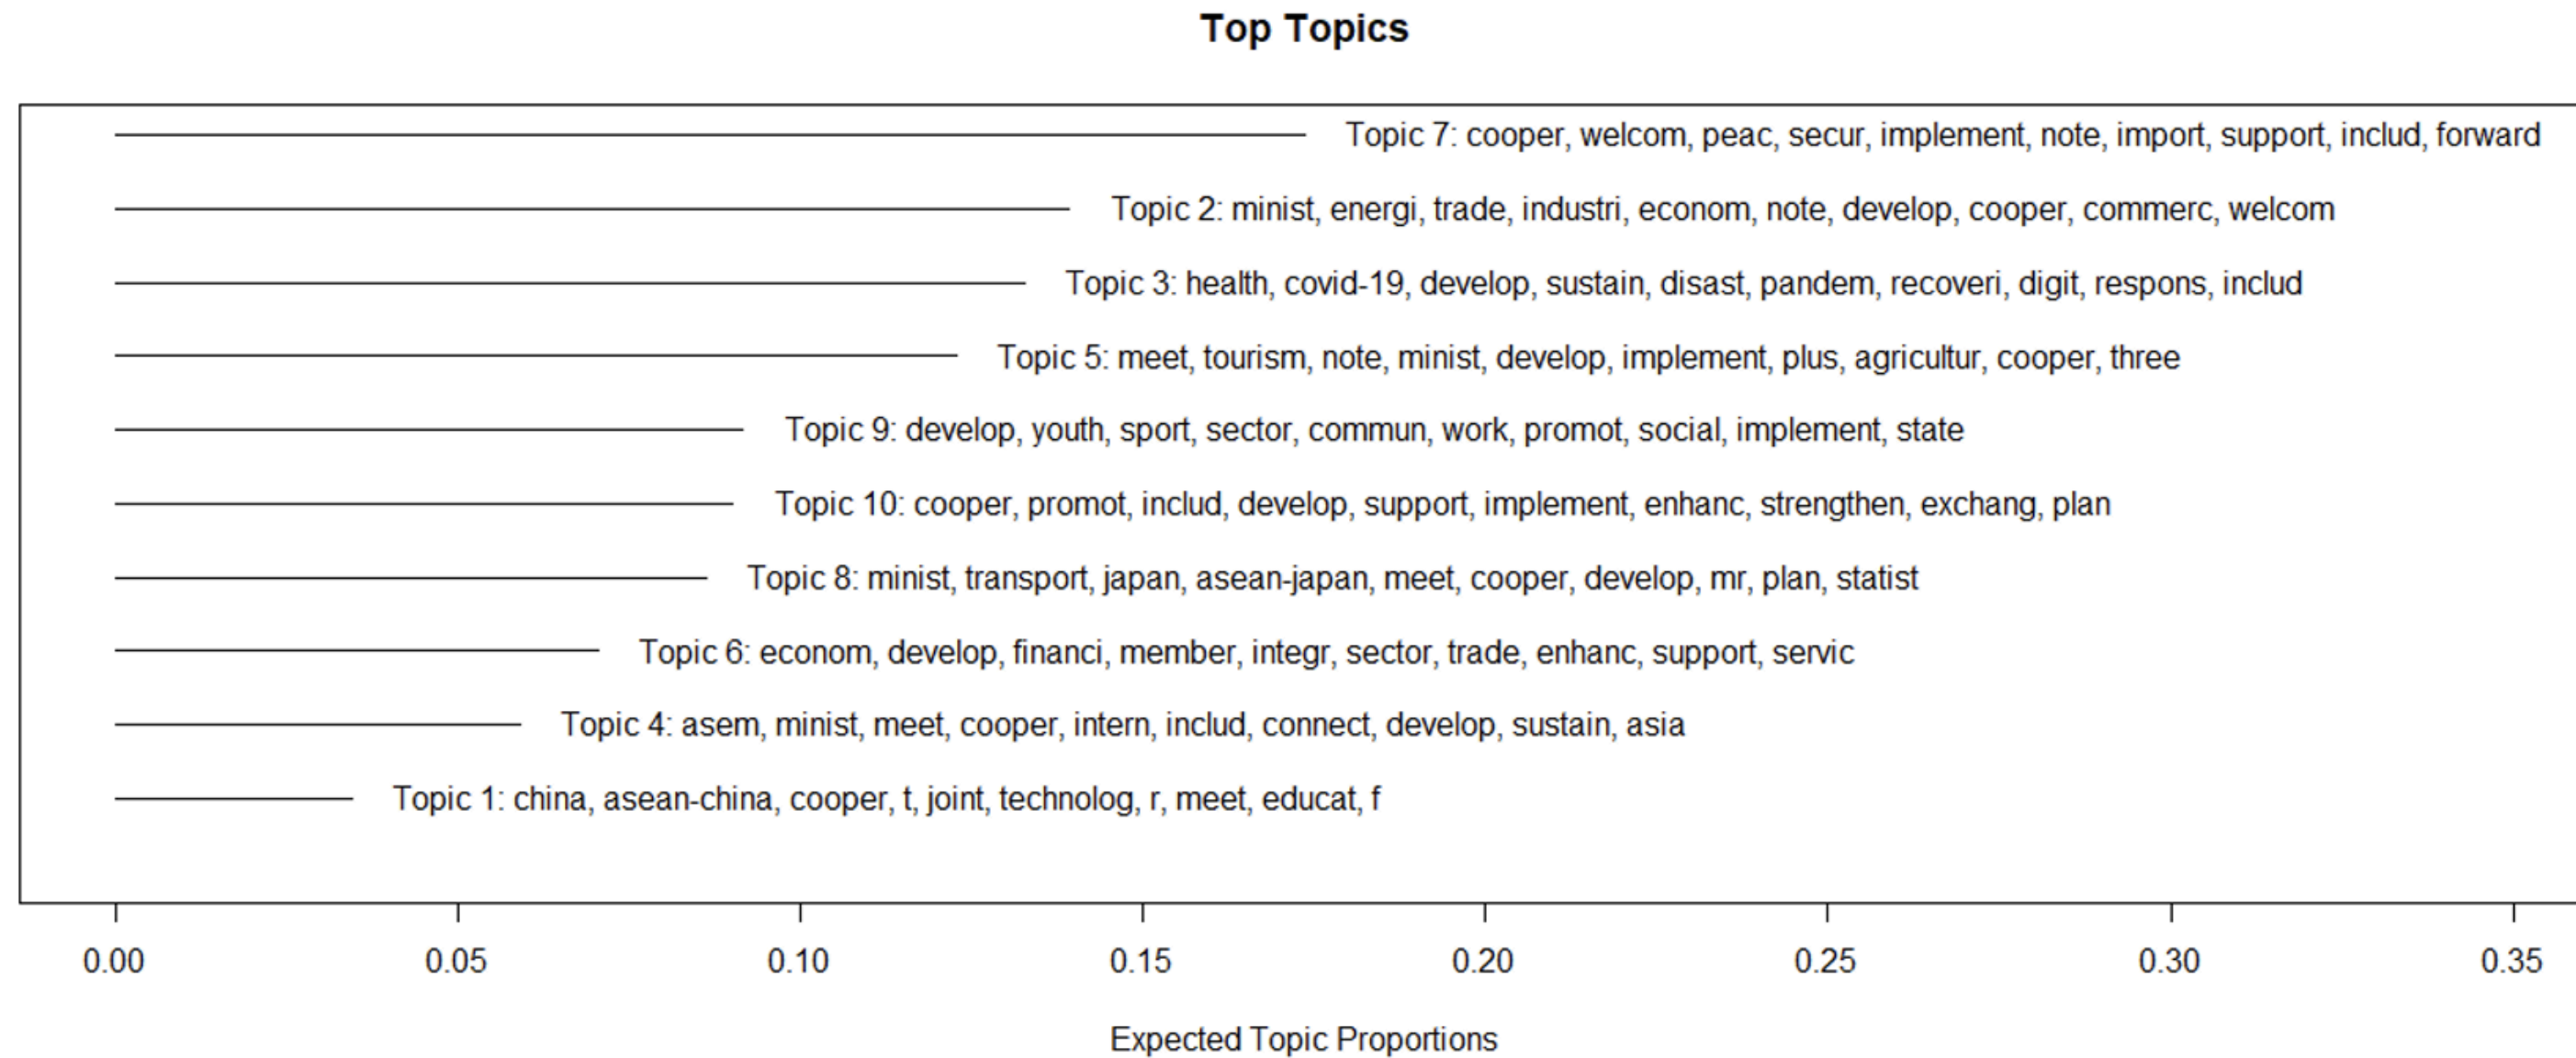 Top Topics
Topic 7: cooper, welcom, peac, secur, implement, note, import, support, includ, forward
Topic 2: minist, energi, trade, industri, econom, note, develop, cooper, commerc, welcom
Topic 3: health, covid-19, develop, sustain, disast, pandem, recoveri, digit, respons, includ
Topic 5: meet, tourism, note, minist, develop, implement, plus, agricultur, cooper, three
Topic 9: develop, youth, sport, sector, commun, work, promot, social, implement, state
Topic 10: cooper, promot, includ, develop, support, implement, enhanc, strengthen, exchang, plan
Topic 8: minist, transport, japan, asean-japan, meet, cooper, develop, mr, plan, statist
Topic 6: econom, develop, financi, member, integr, sector, trade, enhanc, support, servic
Topic 4: asem, minist, meet, cooper, intern, includ, connect, develop, sustain, asia
Topic 1: china, asean-china, cooper, t, joint, technolog, r, meet, educat, f
0.00 0.05 0.10 0.15 0.20 0.25 0.30 0.35
Expected Topic Proportions